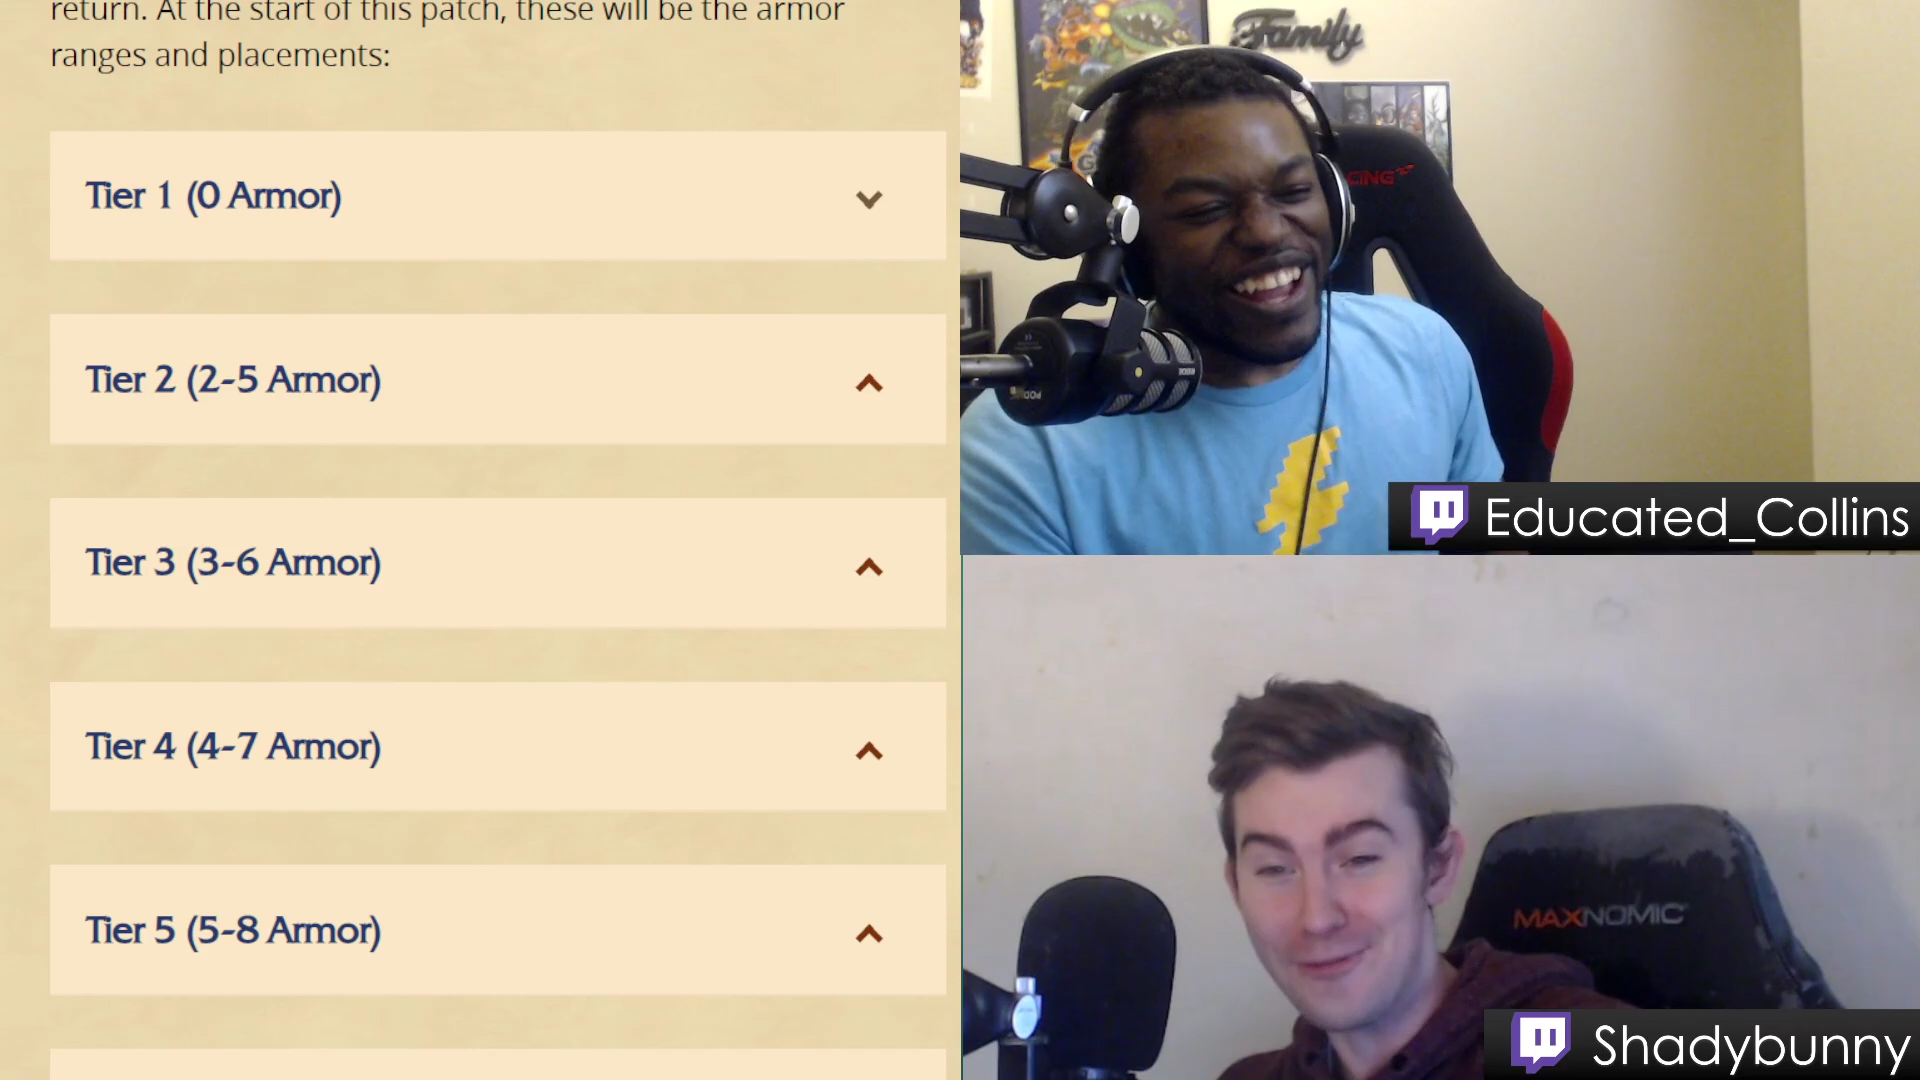 return. At the start of this patch, these will be the armor
ranges and placements:
Tier 1 (0 Armor)
Tier 2 (2-5 Armor)
Tier 3 (3-6 Armor)
Tier 4 (4-7 Armor)
Tier 5 (5-8 Armor)
Family
CING
Educated_Collins
MAXNOMIC
Shadybunny